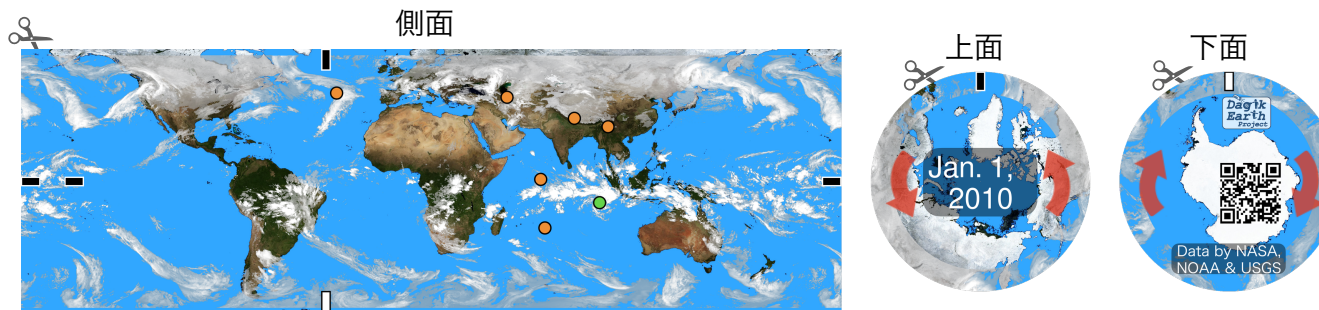 側面
上面
下面
Jan. 1,
2010
Dagik
Earth
Project
Data by NASA,
NOAA & USGS